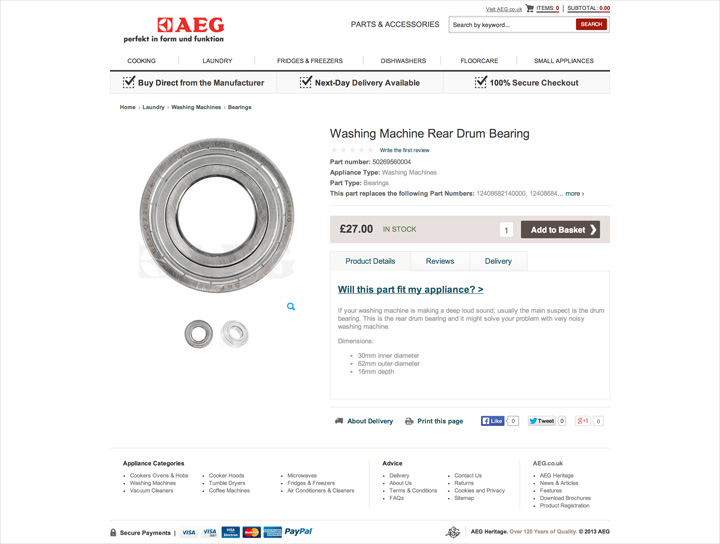 Visit AEG.co.uk ITEMS: 0 | SUBTOTAL: 0.00
AEG
perfekt in form und funktion
PARTS & ACCESSORIES
Search by keyword... SEARCH
COOKING LAUNDRY FRIDGES & FREEZERS DISHWASHERS FLOORCARE SMALL APPLIANCES
Buy Direct from the Manufacturer Next-Day Delivery Available 100% Secure Checkout
Home › Laundry › Washing Machines › Bearings
Washing Machine Rear Drum Bearing
Write the first review
Part number: 50269560004
Appliance Type: Washing Machines
Part Type: Bearings
This part replaces the following Part Numbers: 12408682140000, 12408684... more ›
£27.00 IN STOCK 1 Add to Basket ❯
Product Details Reviews Delivery
Will this part fit my appliance? >
If your washing machine is making a deep loud sound, usually the main suspect is the drum
bearing. This is the rear drum bearing and it might solve your problem with very noisy
washing machine.
Dimensions:
• 30mm inner diameter
• 62mm outer diameter
• 16mm depth
AEG
About Delivery Print this page Like 0 Tweet 0 +1 0
Appliance Categories
• Cookers Ovens & Hobs
• Washing Machines
• Vacuum Cleaners
• Cooker Hoods
• Tumble Dryers
• Coffee Machines
• Microwaves
• Fridges & Freezers
• Air Conditioners & Cleaners
Advice
• Delivery
• About Us
• Terms & Conditions
• FAQs
• Contact Us
• Returns
• Cookies and Privacy
• Sitemap
AEG.co.uk
• AEG Heritage
• News & Articles
• Features
• Download Brochures
• Product Registration
Secure Payments | VISA VISA VISA MasterCard PayPal
AEG Heritage. Over 120 Years of Quality. © 2013 AEG